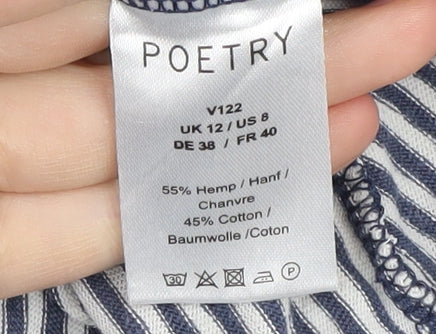 POETRY
V122
UK 12 / US 8
DE 38 / FR 40
55% Hemp / Hanf /
Chanvre
45% Cotton /
Baumwolle /Coton
30 P